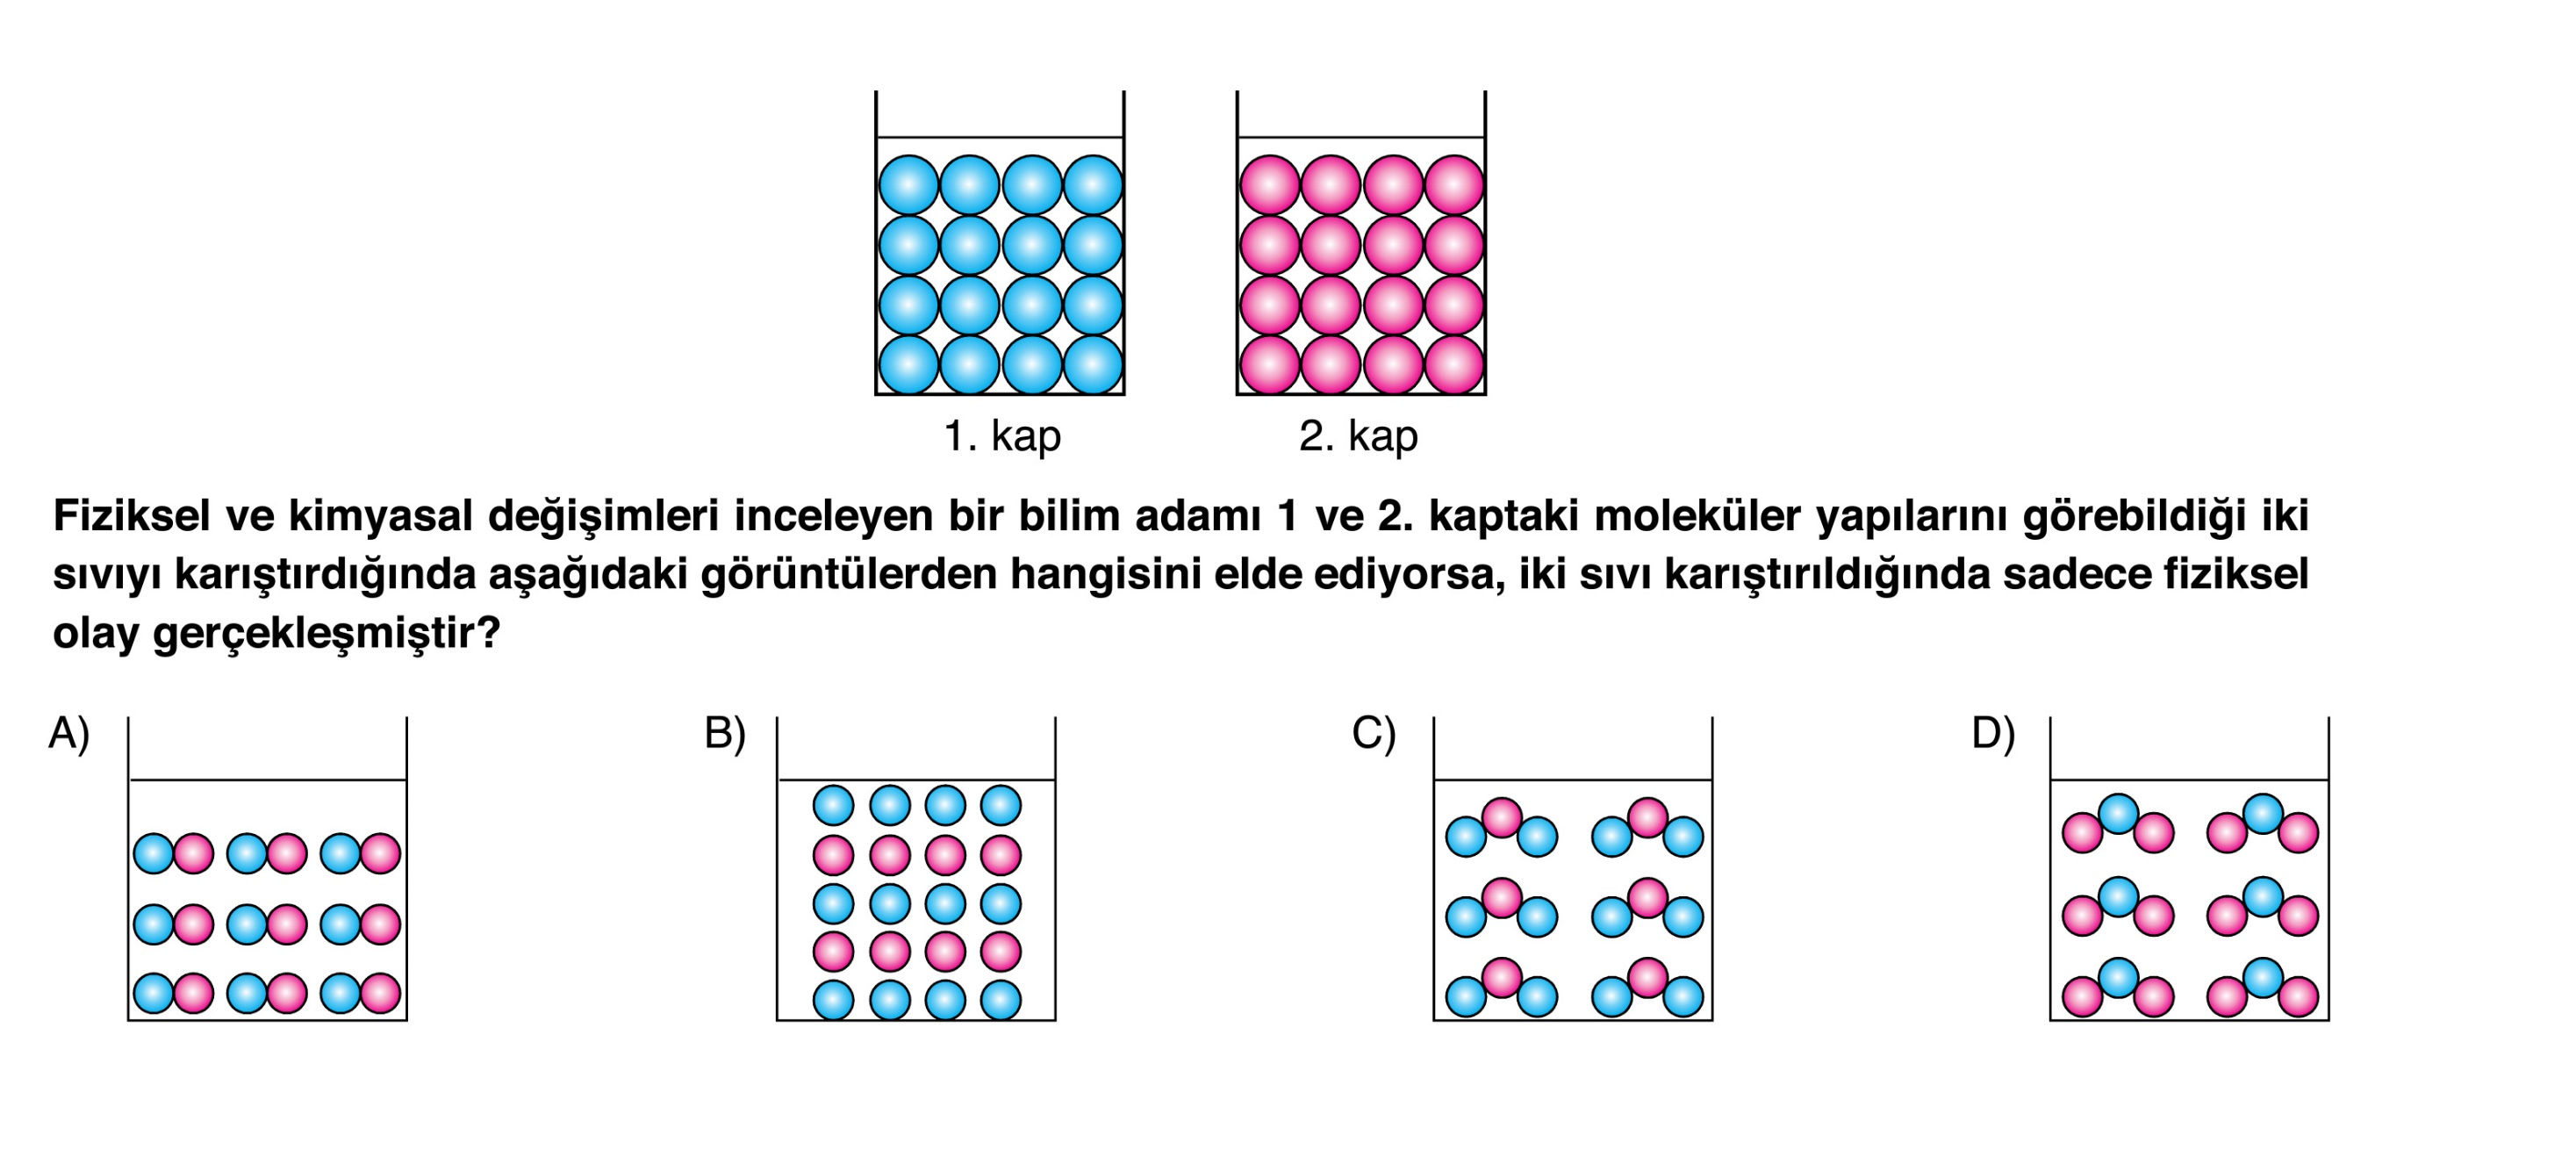 1. kap
2. kap
Fiziksel ve kimyasal değişimleri inceleyen bir bilim adamı 1 ve 2. kaptaki moleküler yapılarını görebildiği iki
sıvıyı karıştırdığında aşağıdaki görüntülerden hangisini elde ediyorsa, iki sıvı karıştırıldığında sadece fiziksel
olay gerçekleşmiştir?
A)
B)
C)
D)